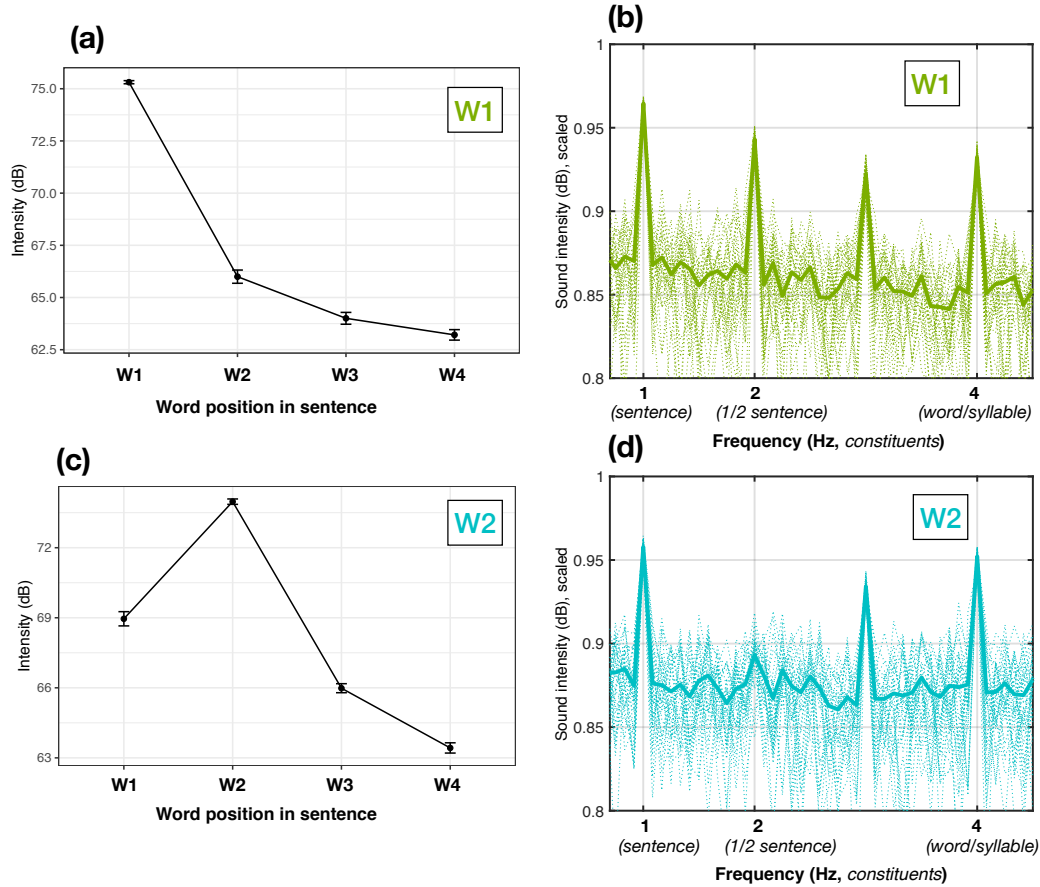 (a)
75.0
72.5
70.0
67.5
65.0
62.5
Intensity (dB)
W1
W1 W2 W3 W4
Word position in sentence
(b)
1
0.95
0.9
0.85
0.8
Sound intensity (dB), scaled
W1
1 2 4
(sentence) (1/2 sentence) (word/syllable)
Frequency (Hz, constituents)
(c)
72
69
66
63
Intensity (dB)
W2
W1 W2 W3 W4
Word position in sentence
(d)
1
0.95
0.9
0.85
0.8
Sound intensity (dB), scaled
W2
1 2 4
(sentence) (1/2 sentence) (word/syllable)
Frequency (Hz, constituents)